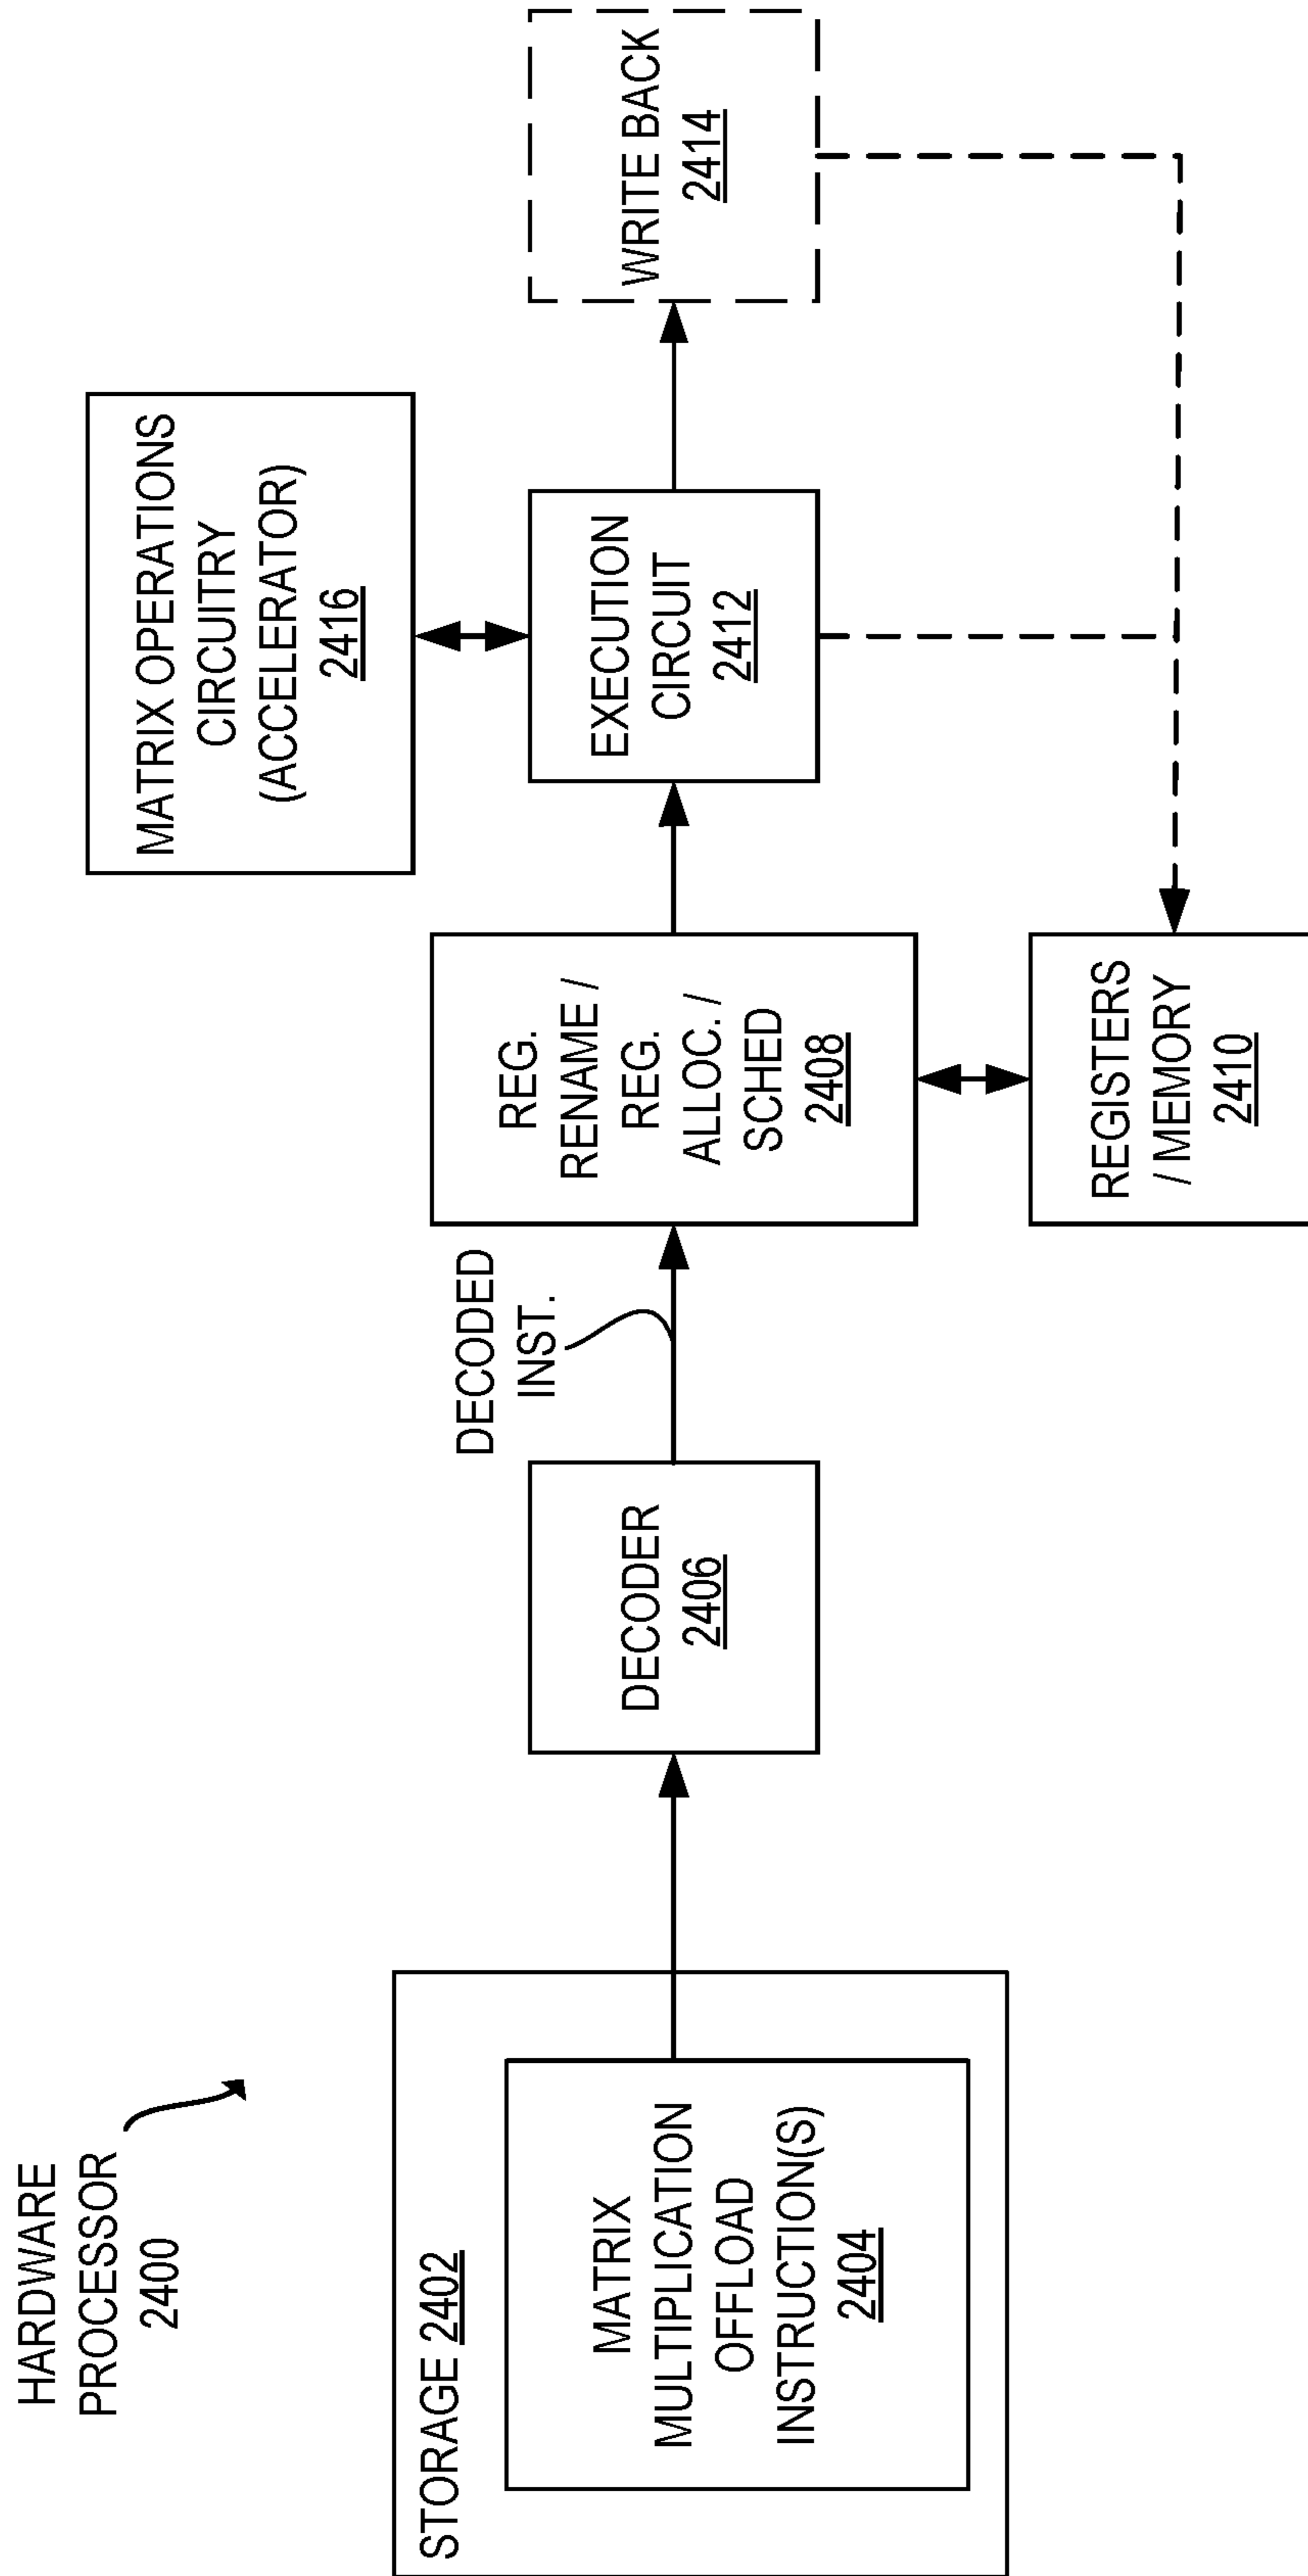 HARDWARE
PROCESSOR
2400
STORAGE 2402
MATRIX
MULTIPLICATION
OFFLOAD
INSTRUCTION(S)
2404
DECODER
2406
DECODED
INST.
REG.
RENAME /
REG.
ALLOC. /
SCHED
2408
REGISTERS
/ MEMORY
2410
MATRIX OPERATIONS
CIRCUITRY
(ACCELERATOR)
2416
EXECUTION
CIRCUIT
2412
WRITE BACK
2414